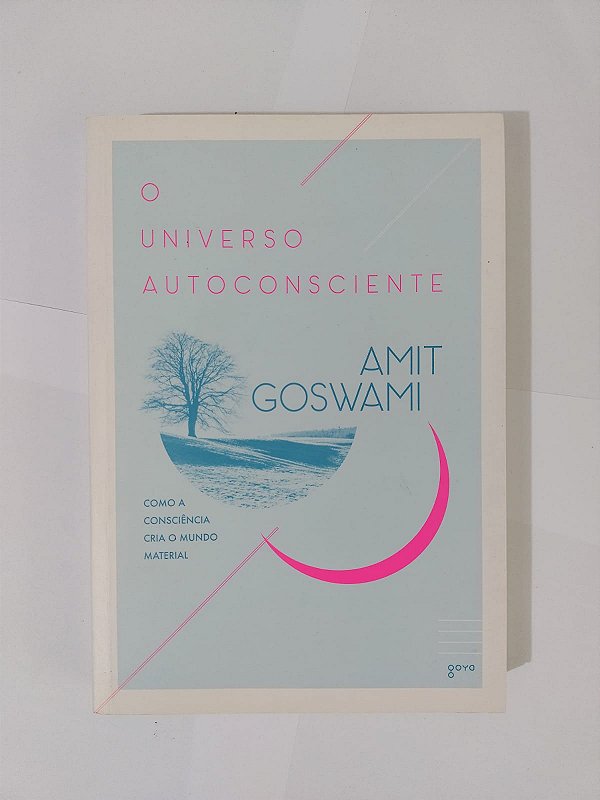 O
UNIVERSO
AUTOCONSCIENTE
AMIT
GOSWAMI
COMO A
CONSCIÊNCIA
CRIA O MUNDO
MATERIAL
goya